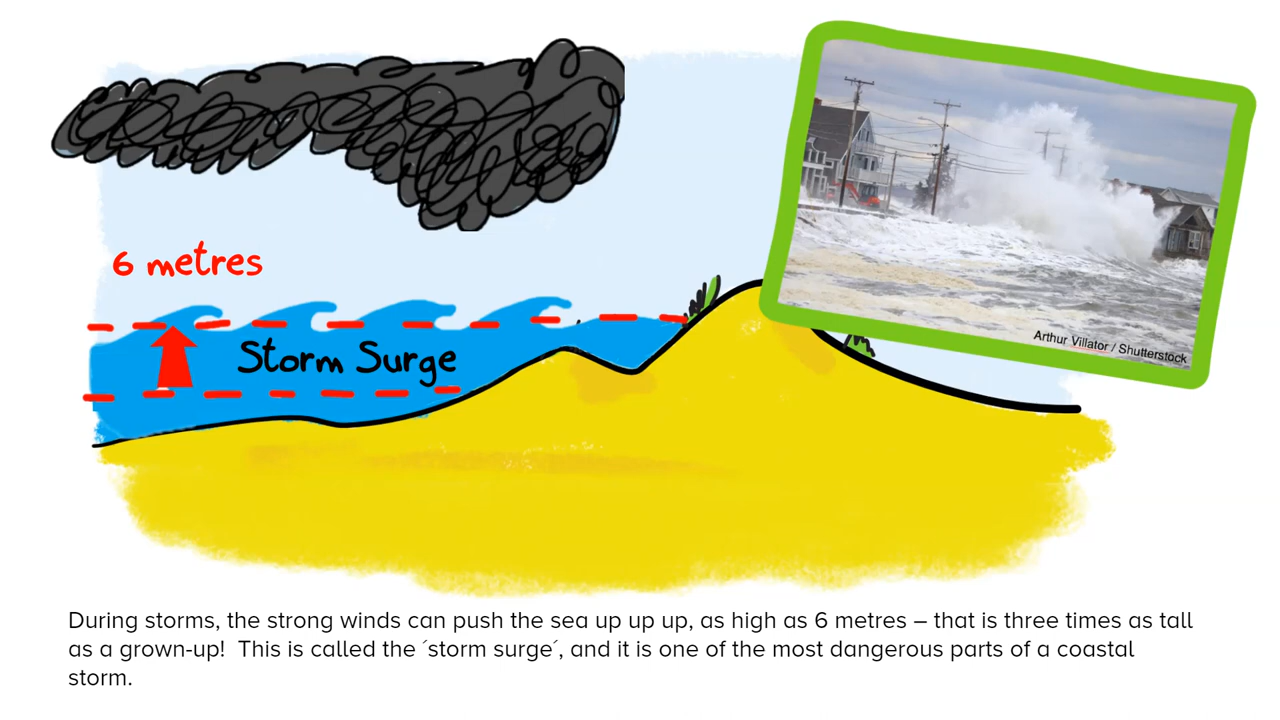 6 metres
Storm Surge
Arthur Villator / Shutterstock
During storms, the strong winds can push the sea up up up, as high as 6 metres – that is three times as tall
as a grown-up!  This is called the ´storm surge´, and it is one of the most dangerous parts of a coastal
storm.